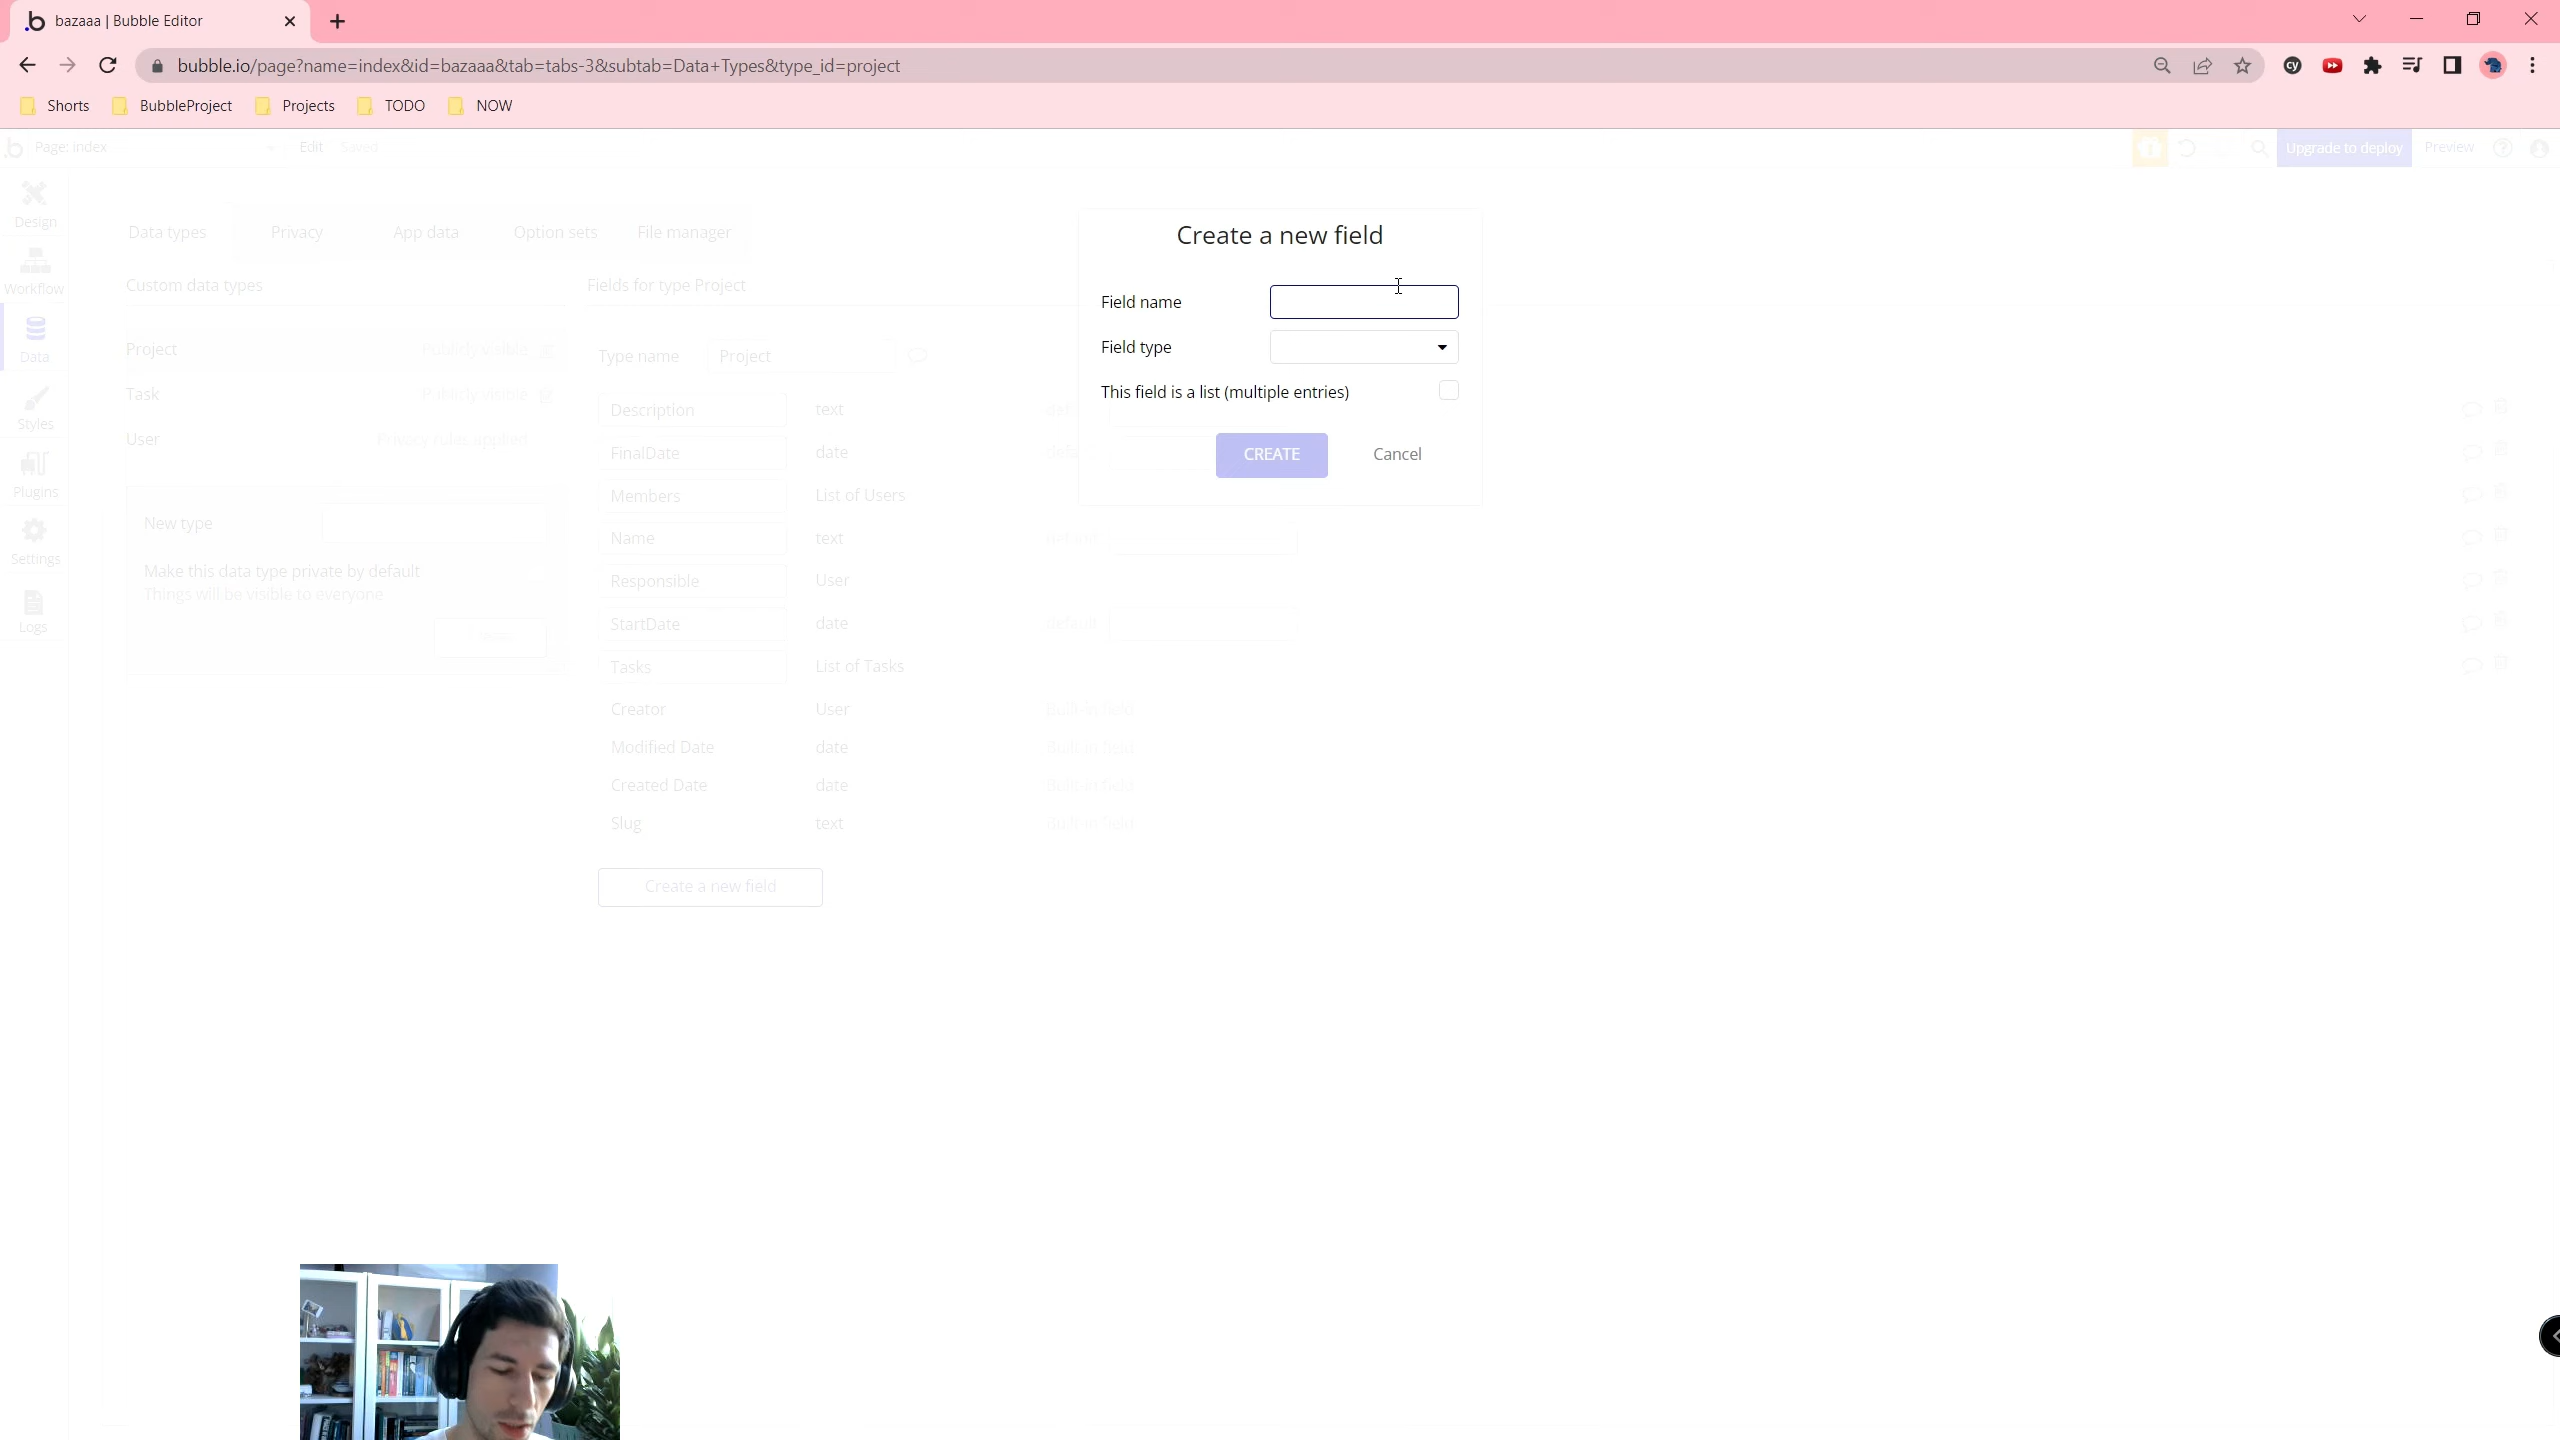 bazaaa | Bubble Editor
bubble.io/page?name=index&id=bazaaa&tab=tabs-3&subtab=Data+Types&type_id=project
Shorts BubbleProject Projects TODO NOW
Page: index Edit Saved Upgrade to deploy Preview
Design
Workflow
Data
Styles
Plugins
Settings
Logs
Data types Privacy App data Option sets File manager
Custom data types
Project Publicly visible
Task Publicly visible
User Privacy rules applied
New type
Make this data type private by default
Things will be visible to everyone
Fields for type Project
Type name Project
Description text
FinalDate date
Members List of Users
Name text default
Responsible User
StartDate date default
Tasks List of Tasks
Creator User Built-in field
Modified Date date Built-in field
Created Date date Built-in field
Slug text Built-in field
Create a new field
Create a new field
Field name
Field type
This field is a list (multiple entries)
CREATE Cancel